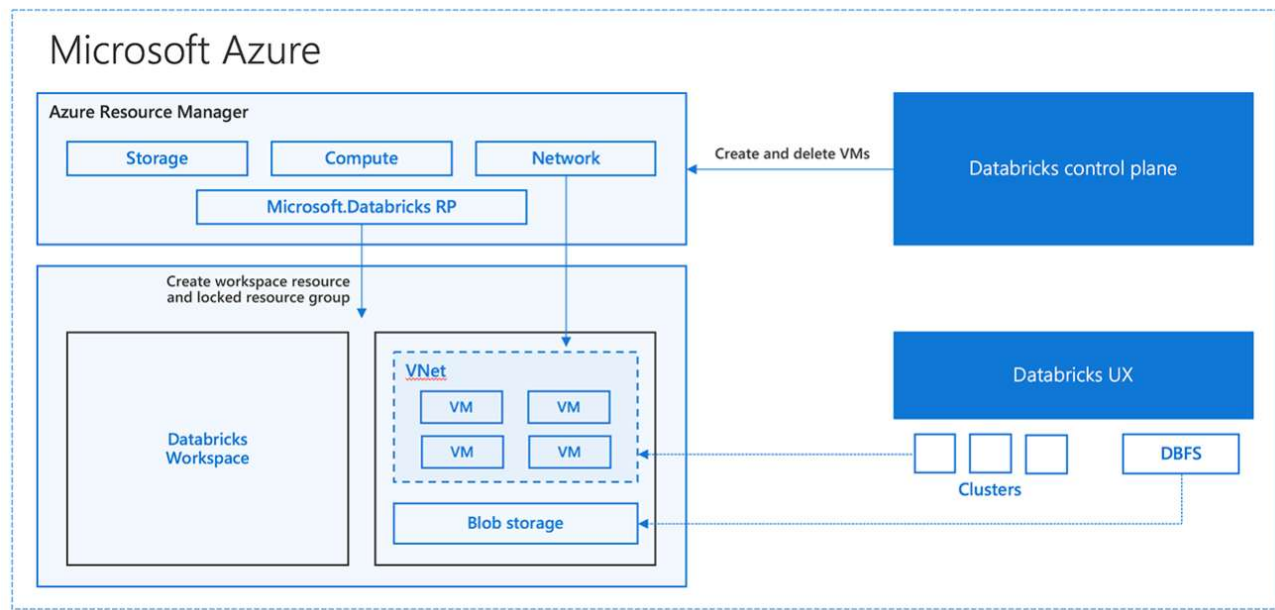 Microsoft Azure
Azure Resource Manager
Storage
Compute
Network
Microsoft.Databricks RP
Create and delete VMs
Databricks control plane
Create workspace resource
and locked resource group
Databricks
Workspace
VNet
VM
VM
VM
VM
Blob storage
Databricks UX
Clusters
DBFS